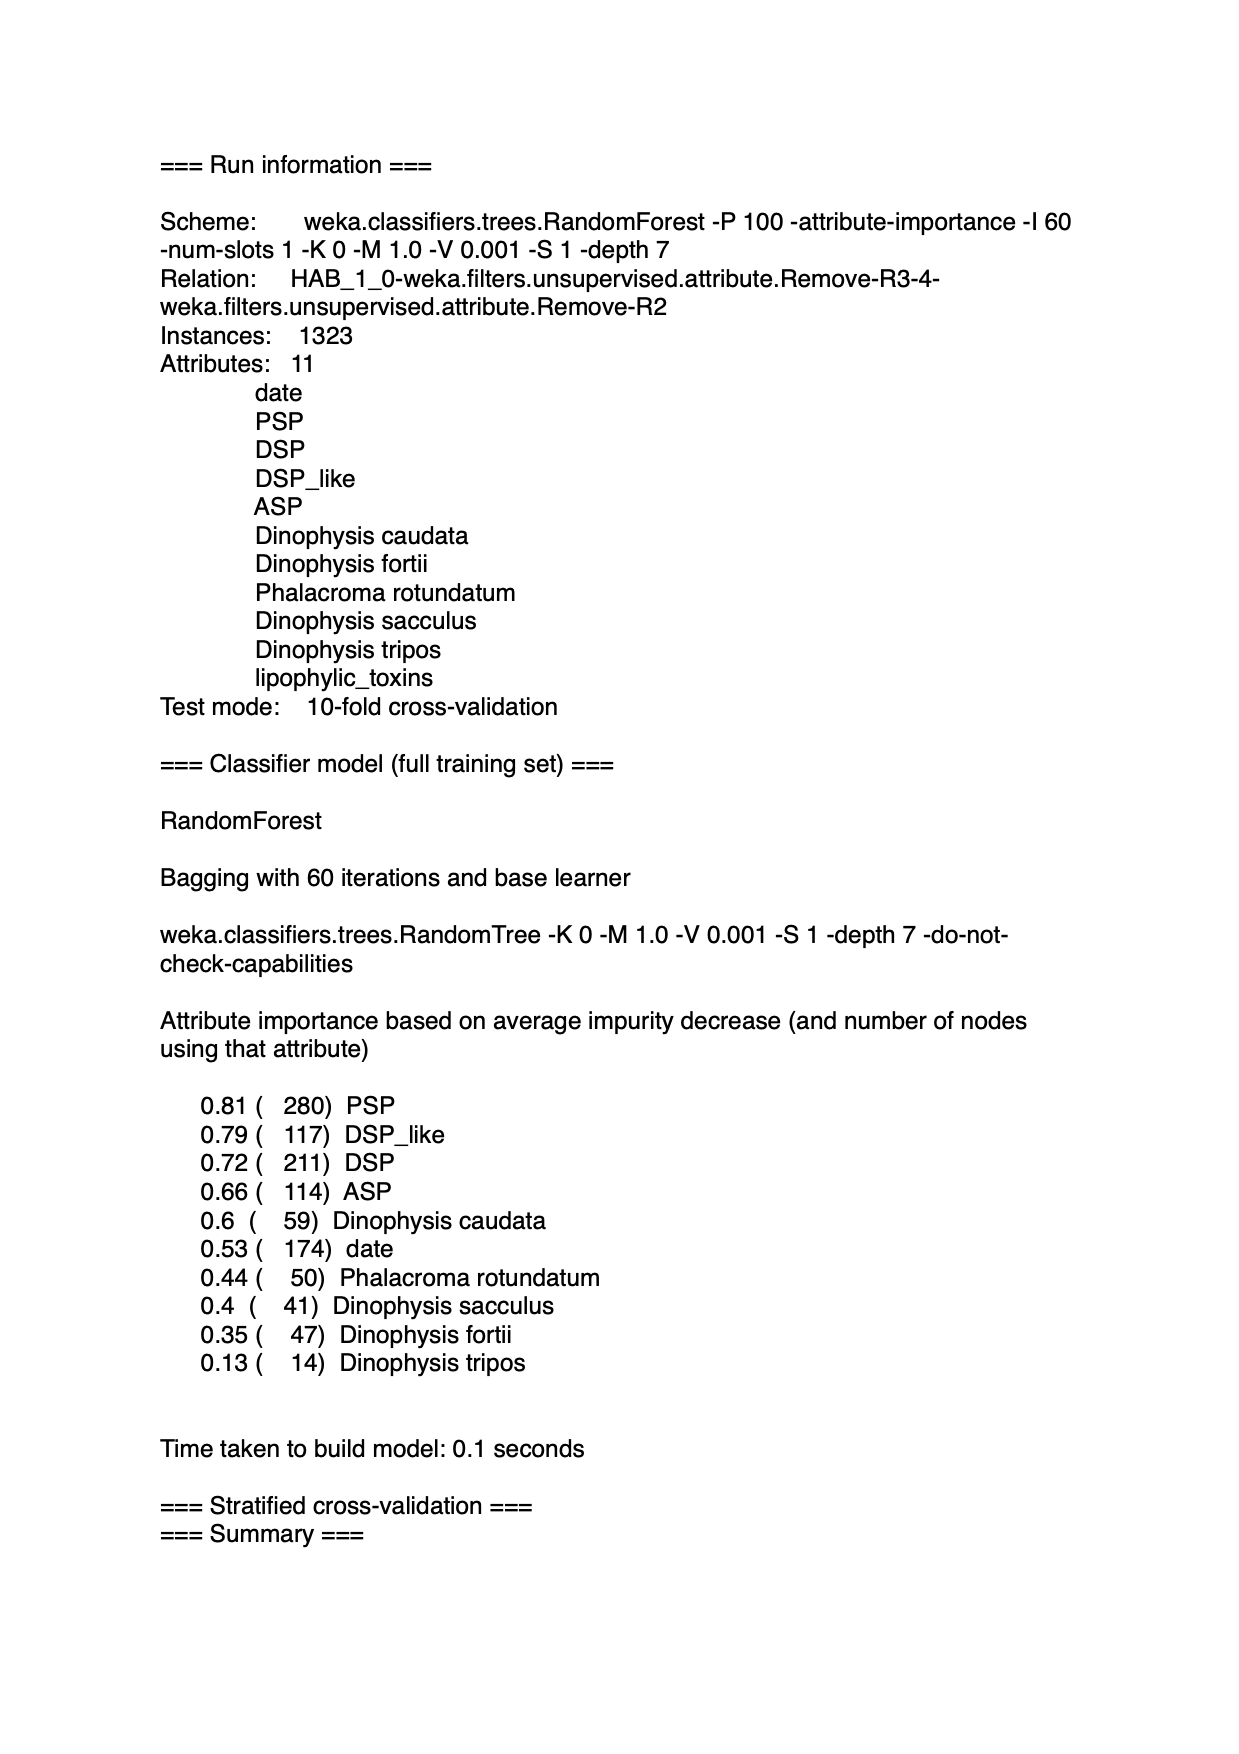 === Run information ===
Scheme: weka.classifiers.trees.RandomForest -P 100 -attribute-importance -I 60
-num-slots 1 -K 0 -M 1.0 -V 0.001 -S 1 -depth 7
Relation: HAB_1_0-weka.filters.unsupervised.attribute.Remove-R3-4-
weka.filters.unsupervised.attribute.Remove-R2
Instances: 1323
Attributes: 11
date
PSP
DSP
DSP_like
ASP
Dinophysis caudata
Dinophysis fortii
Phalacroma rotundatum
Dinophysis sacculus
Dinophysis tripos
lipophylic_toxins
Test mode: 10-fold cross-validation
=== Classifier model (full training set) ===
RandomForest
Bagging with 60 iterations and base learner
weka.classifiers.trees.RandomTree -K 0 -M 1.0 -V 0.001 -S 1 -depth 7 -do-not-
check-capabilities
Attribute importance based on average impurity decrease (and number of nodes
using that attribute)
0.81 ( 280) PSP
0.79 ( 117) DSP_like
0.72 ( 211) DSP
0.66 ( 114) ASP
0.6 ( 59) Dinophysis caudata
0.53 ( 174) date
0.44 ( 50) Phalacroma rotundatum
0.4 ( 41) Dinophysis sacculus
0.35 ( 47) Dinophysis fortii
0.13 ( 14) Dinophysis tripos
Time taken to build model: 0.1 seconds
=== Stratified cross-validation ===
=== Summary ===